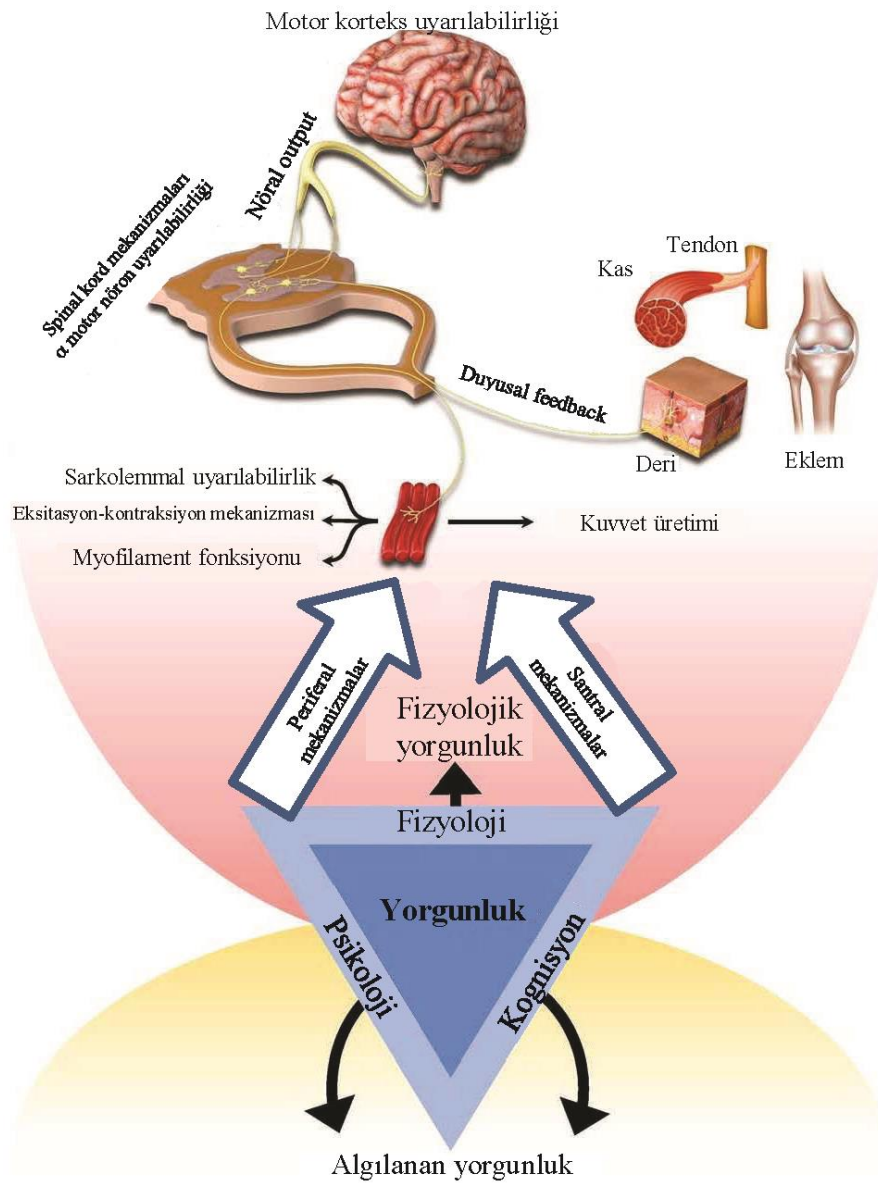 Motor korteks uyarılabilirliği
Nöral output
Spinal kord mekanizmaları
α motor nöron uyarılabilirliği
Tendon
Kas
Duyusal feedback
Deri
Eklem
Sarkolemmal uyarılabilirlik
Eksitasyon-kontraksiyon mekanizması
Myofilament fonksiyonu
Kuvvet üretimi
Periferal
mekanizmalar
Santral
mekanizmalar
Fizyolojik
yorgunluk
Fizyoloji
Yorgunluk
Psikoloji
Kognisyon
Algılanan yorgunluk